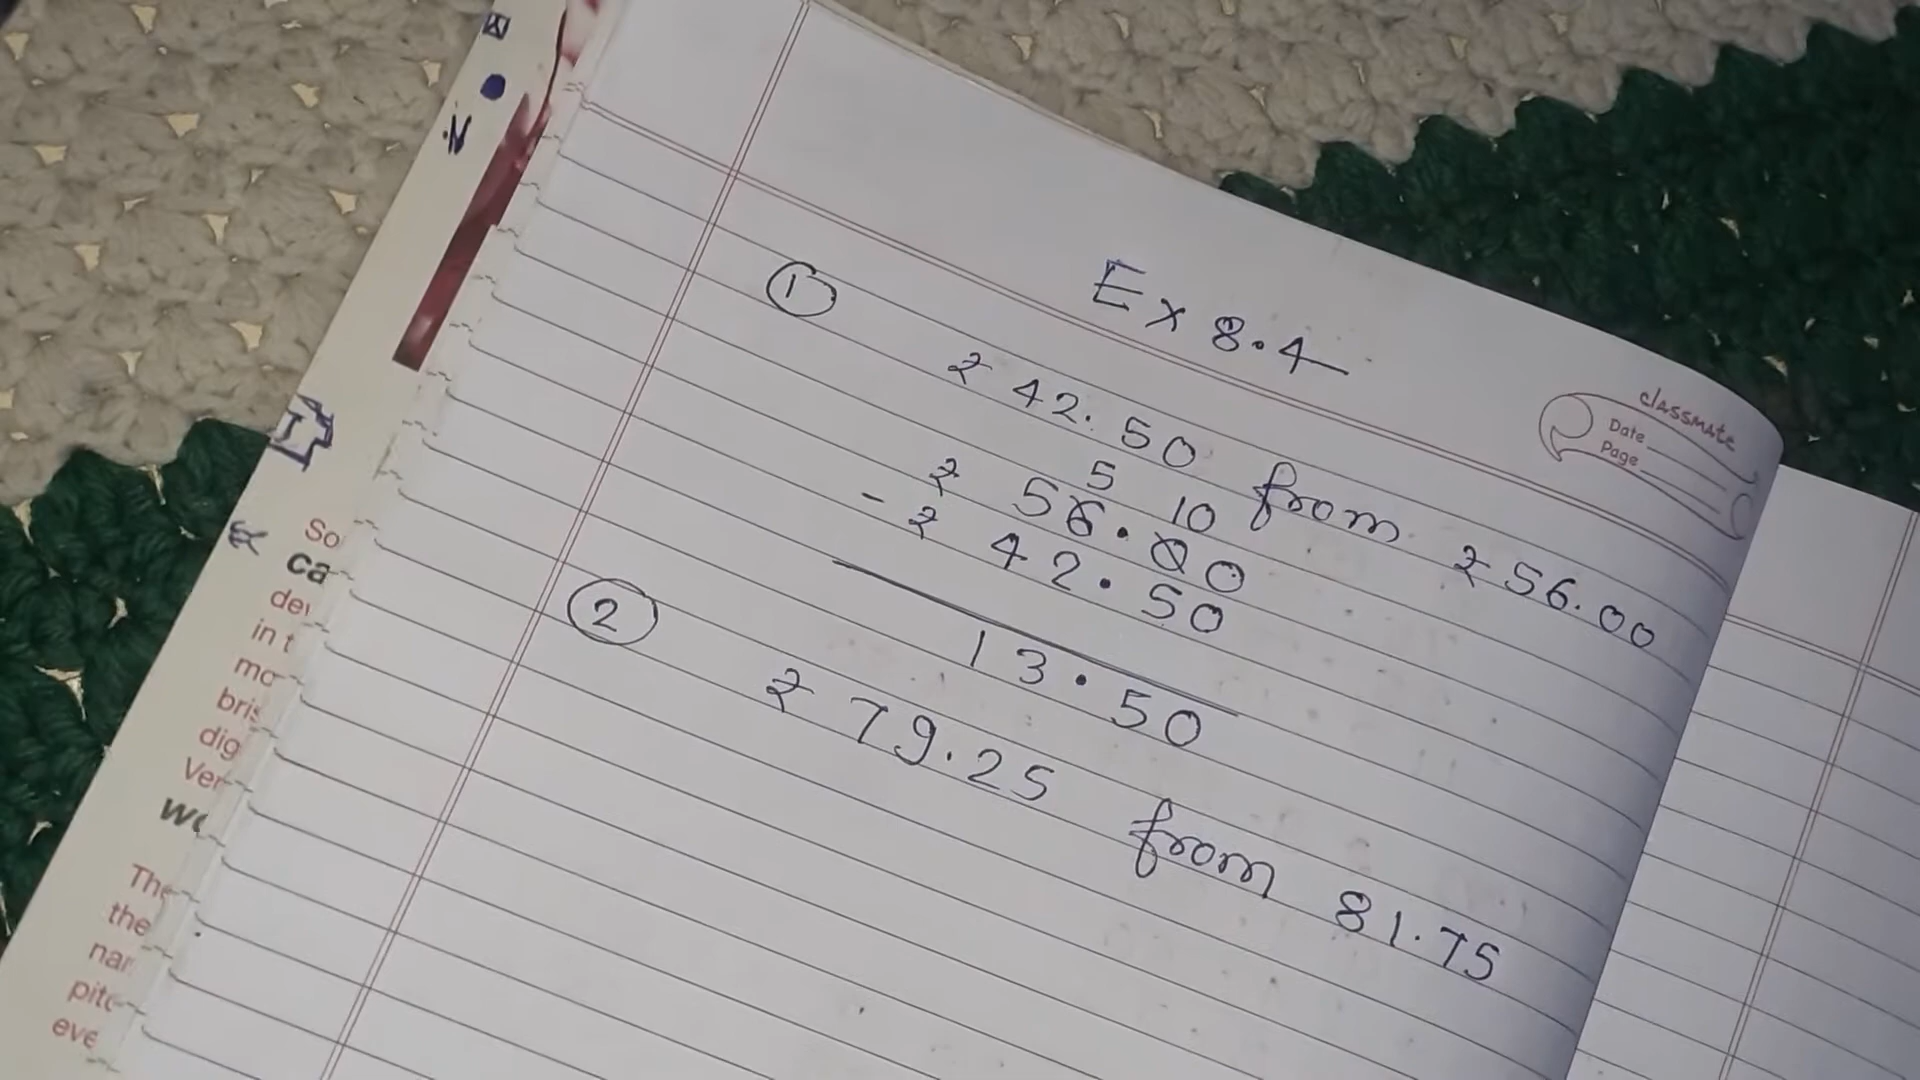 Ex 8.4
classmate
Date
Page
① ₹ 42.50 from ₹ 56.00
5 10
₹ 56.00
- ₹ 42.50
13.50
② ₹ 79.25 from 81.75
So
ca
dev
in t
mo
bris
dig
Ver
wo
The
the
nar
pitc
eve